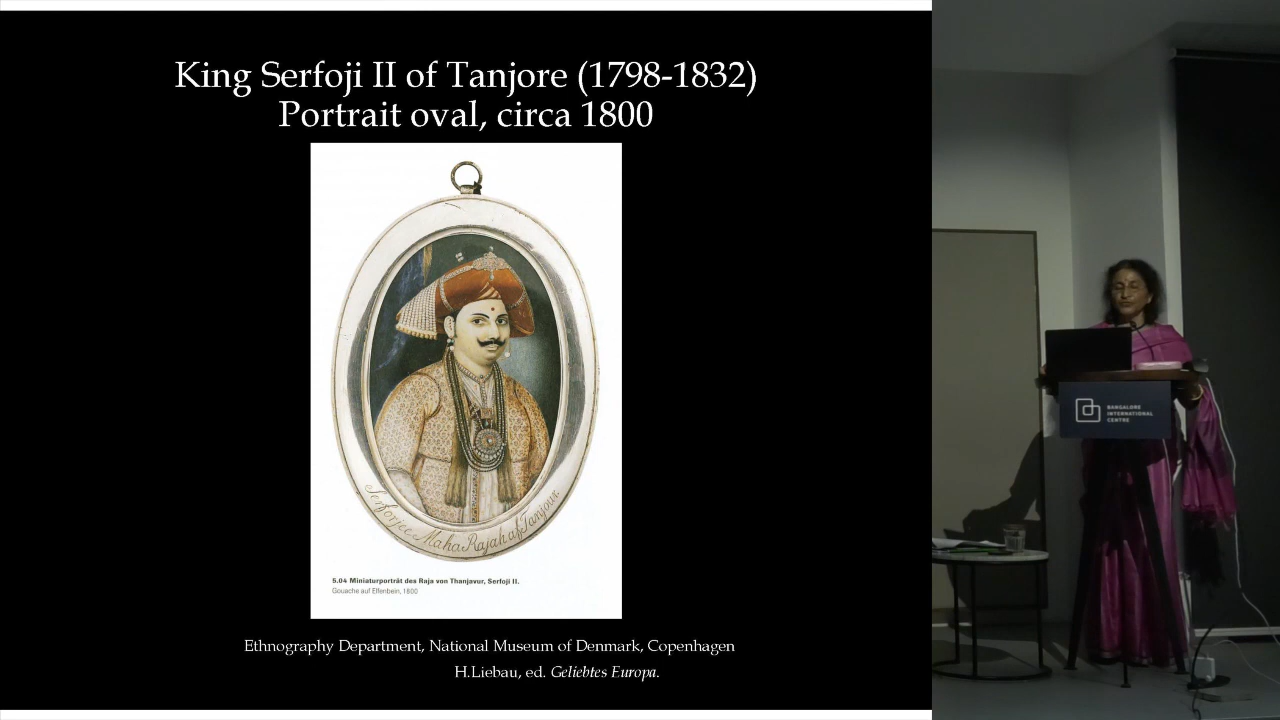 King Serfoji II of Tanjore (1798-1832)
Portrait oval, circa 1800
Serforjee Maha Rajah of Tanjour
5.04 Miniaturporträt des Raja von Thanjavur, Serfoji II.
Gouache auf Elfenbein, 1800
Ethnography Department, National Museum of Denmark, Copenhagen
H.Liebau, ed. Geliebtes Europa.
BANGALORE
INTERNATIONAL
CENTRE